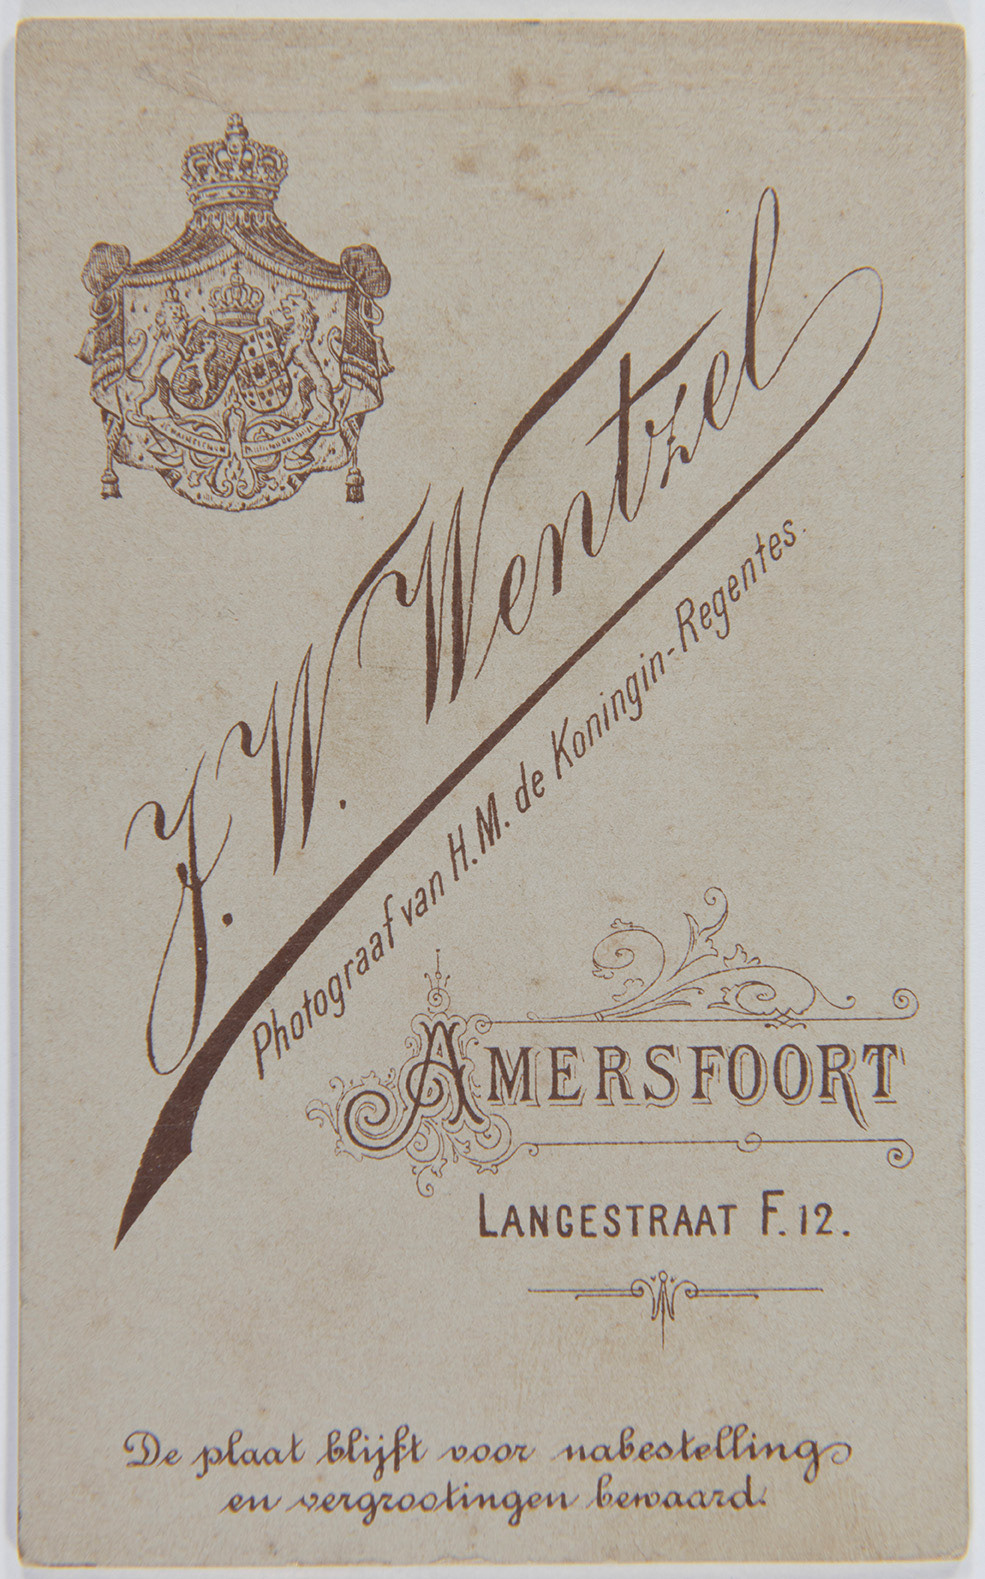 J. W. Wentzel
Photograaf van H. M. de Koningin-Regentes.
AMERSFOORT
LANGESTRAAT F. 12.
De plaat blijft voor nabestelling
en vergrootingen bewaard.